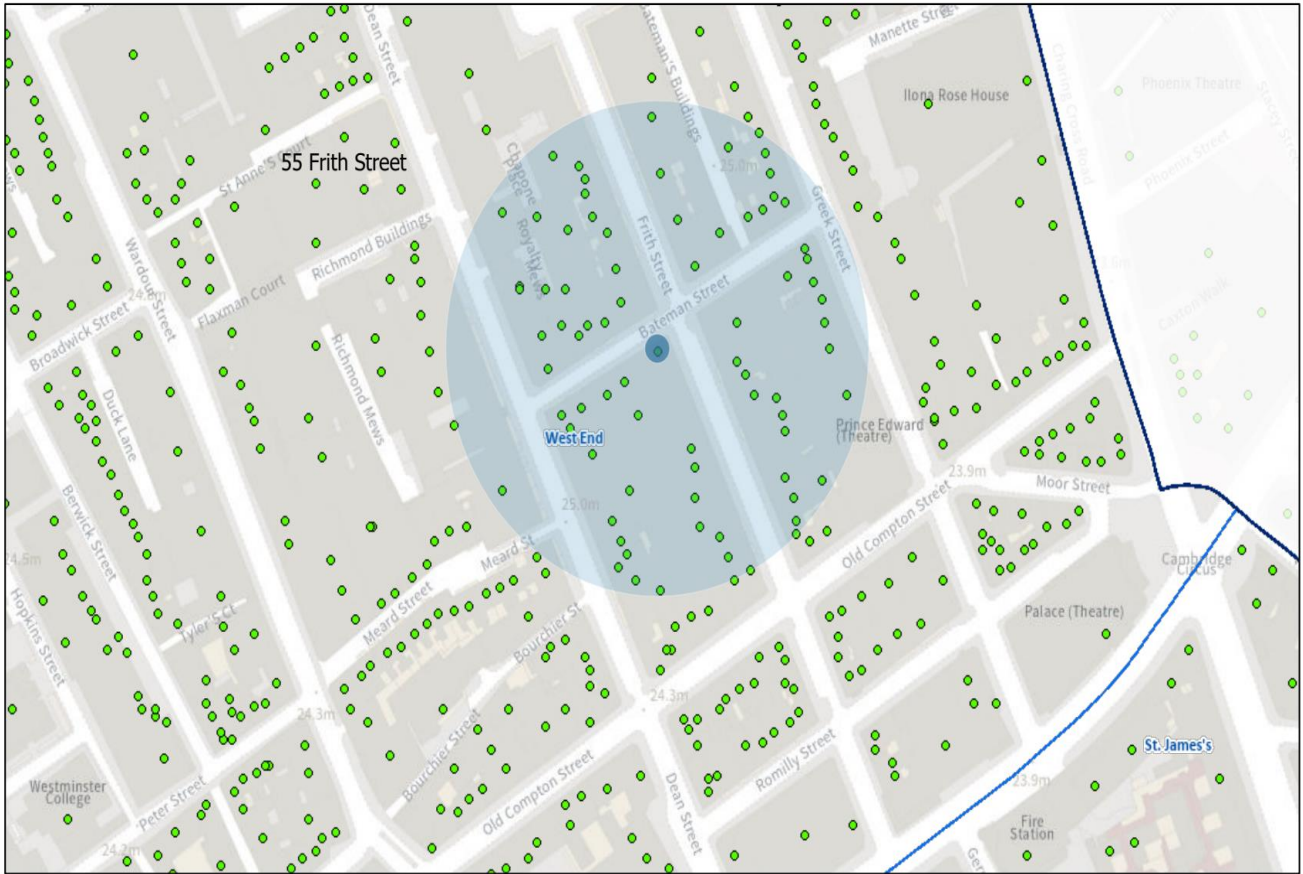 Dean Street
Bateman'S Buildings
Manette Street
Charing Cross Road
Phoenix Theatre
Stacey Street
Phoenix Street
Ilona Rose House
St Anne'S Court
55 Frith Street
Chapone
Place
25.0m
Greek Street
Mews
Wardour Street
Richmond Buildings
Royalty
Mews
Frith Street
Flaxman Court
Bateman Street
Broadwick Street
Caxton Walk
Richmond Mews
Duck Lane
West End
Prince Edward
(Theatre)
23.9m
Moor Street
Berwick Street
25.0m
Old Compton Street
Meard St
24.5m
Cambridge
Circus
Hopkins Street
Meard Street
Tyler'S Ct
Bourchier St
Palace (Theatre)
24.3m
24.3m
St. James's
Bourchier Street
Old Compton Street
Romilly Street
Dean Street
Westminster
College
Peter Street
23.9m
Fire
Station
24.2m